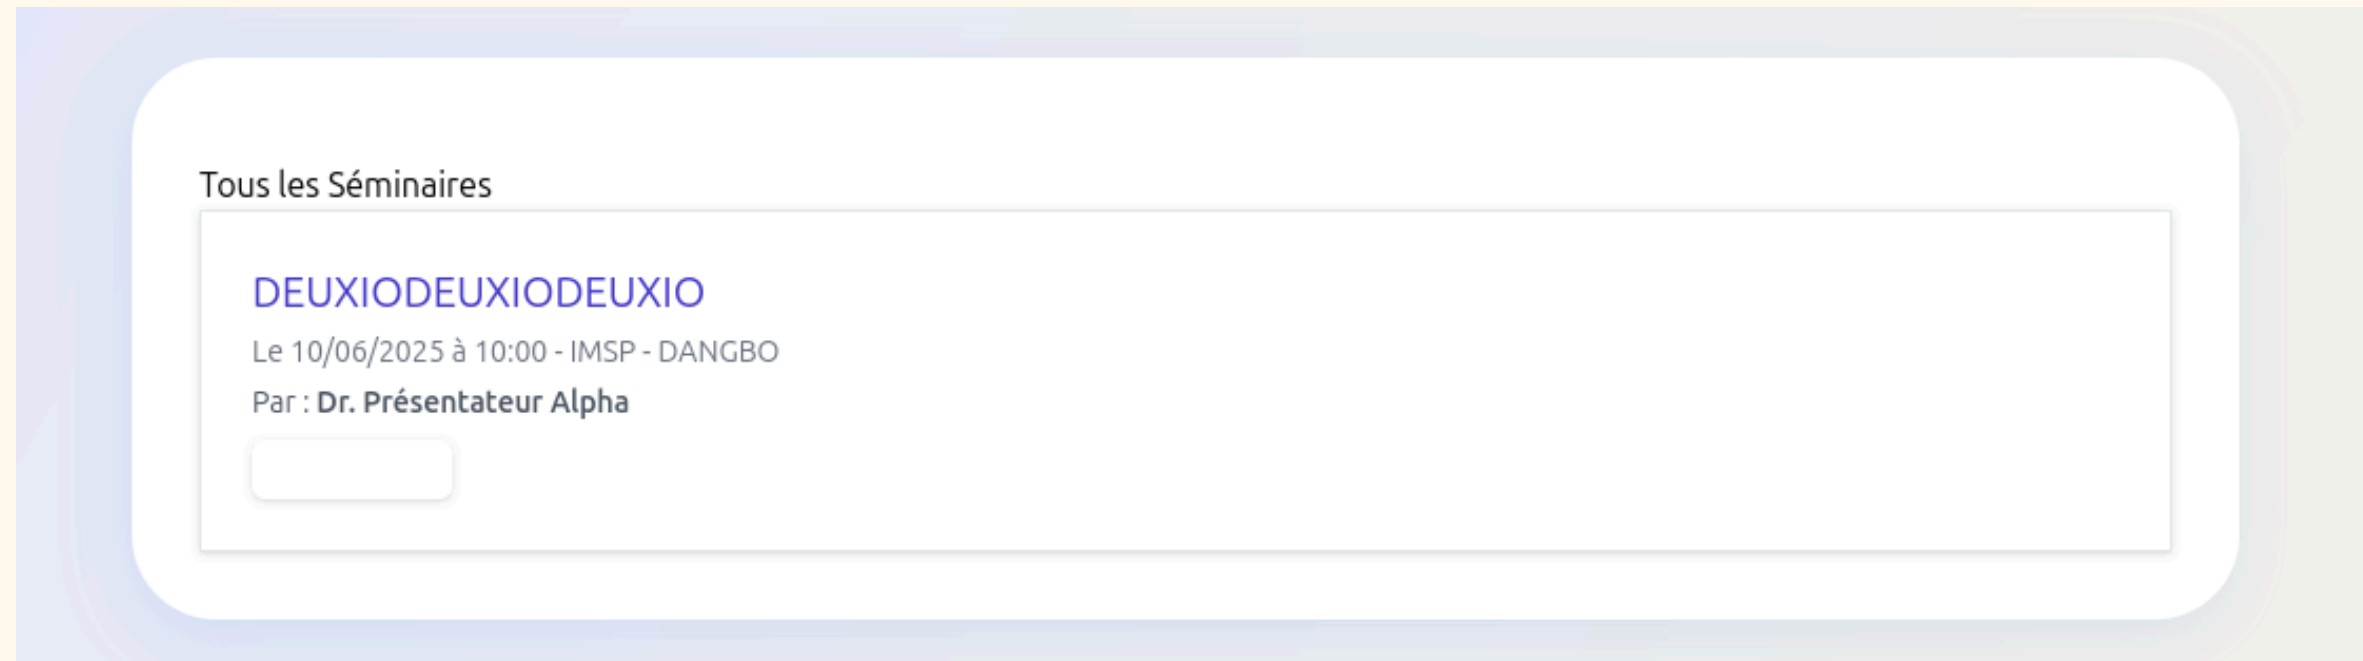 Tous les Séminaires
DEUXIODEUXIODEUXIO
Le 10/06/2025 à 10:00 - IMSP - DANGBO
Par : Dr. Présentateur Alpha